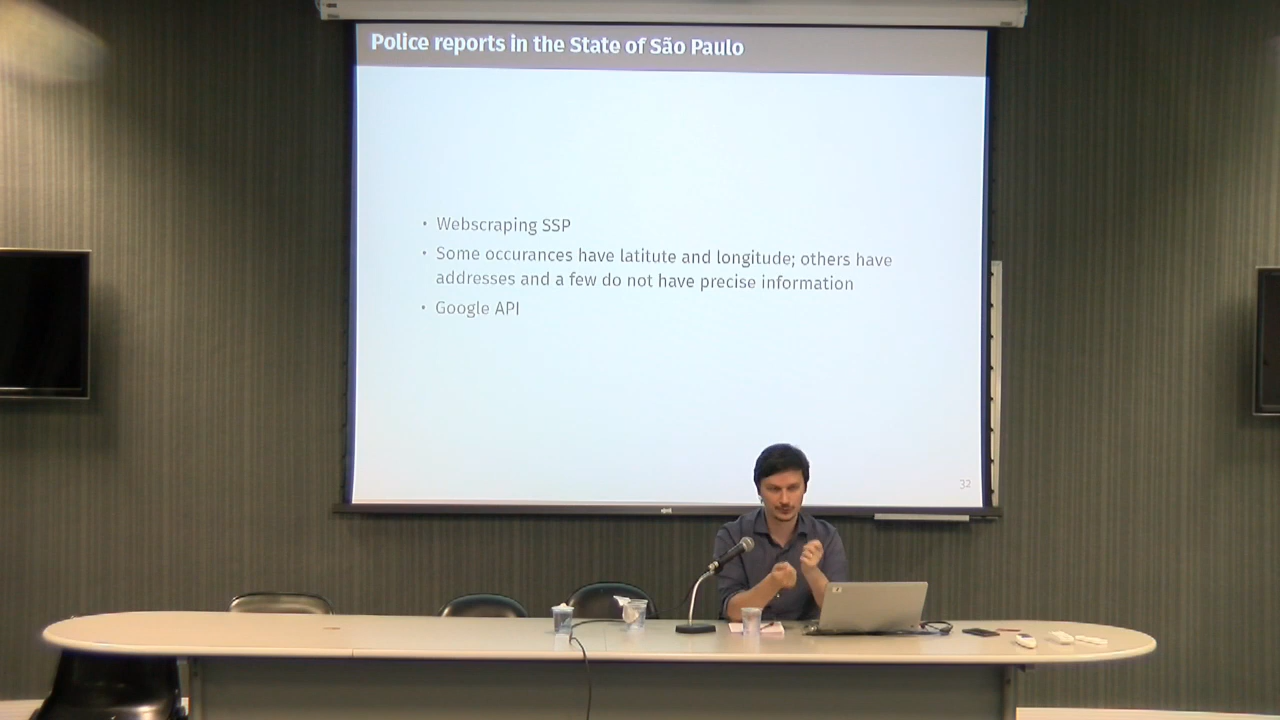 Police reports in the State of São Paulo
• Webscraping SSP
• Some occurances have latitute and longitude; others have
addresses and a few do not have precise information
• Google API
32